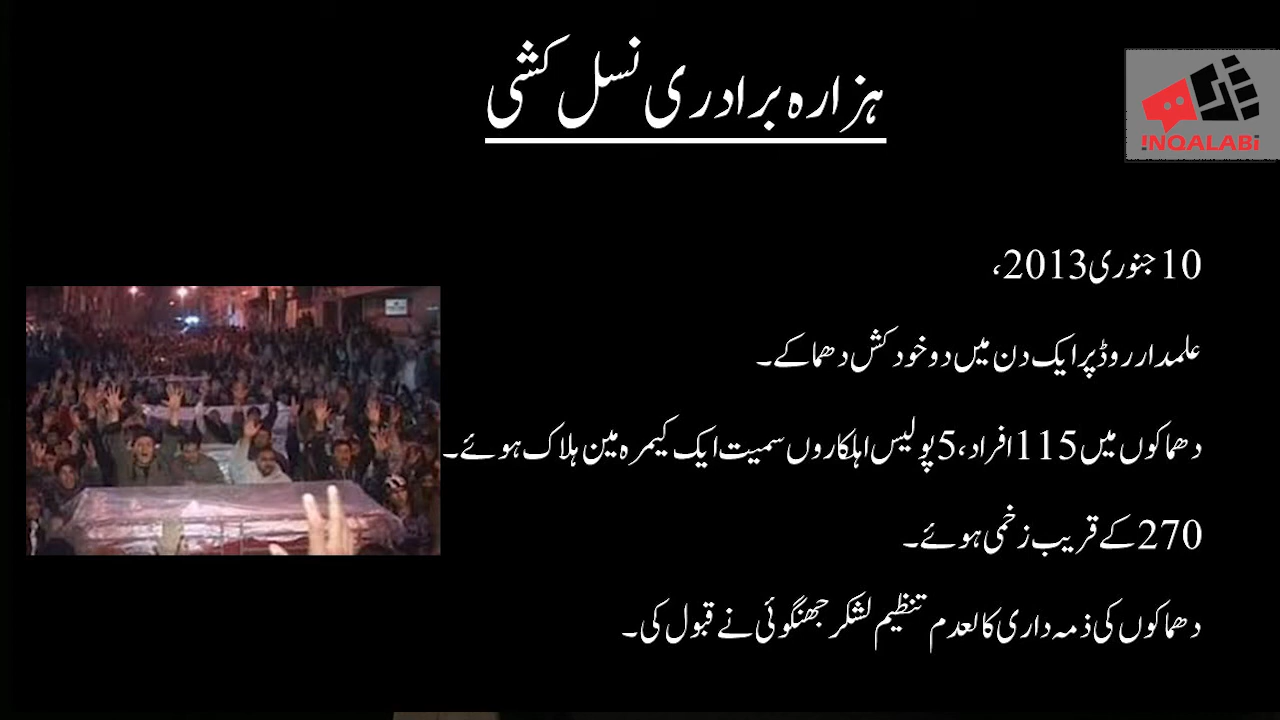 ہزارہ برادری نسل کشی
!NQALABi
10 جنوری 2013،
علمدار روڈ پر ایک دن میں دو خودکش دھماکے۔
دھماکوں میں 115 افراد، 5 پولیس اہلکاروں سمیت ایک کیمرہ مین ہلاک ہوئے۔
270 کے قریب زخمی ہوئے۔
دھماکوں کی ذمہ داری کالعدم تنظیم لشکر جھنگوئی نے قبول کی۔